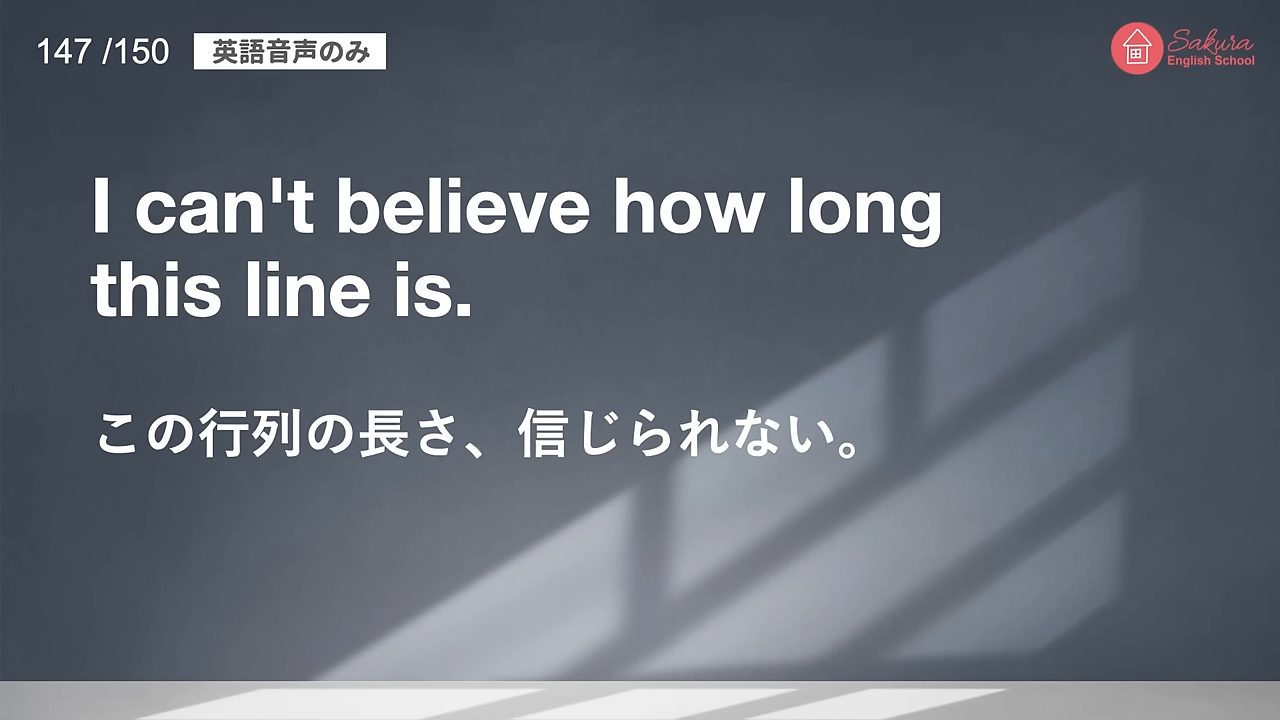 147 /150
英語音声のみ
Sakura
English School
I can't believe how long
this line is.
この行列の長さ、信じられない。